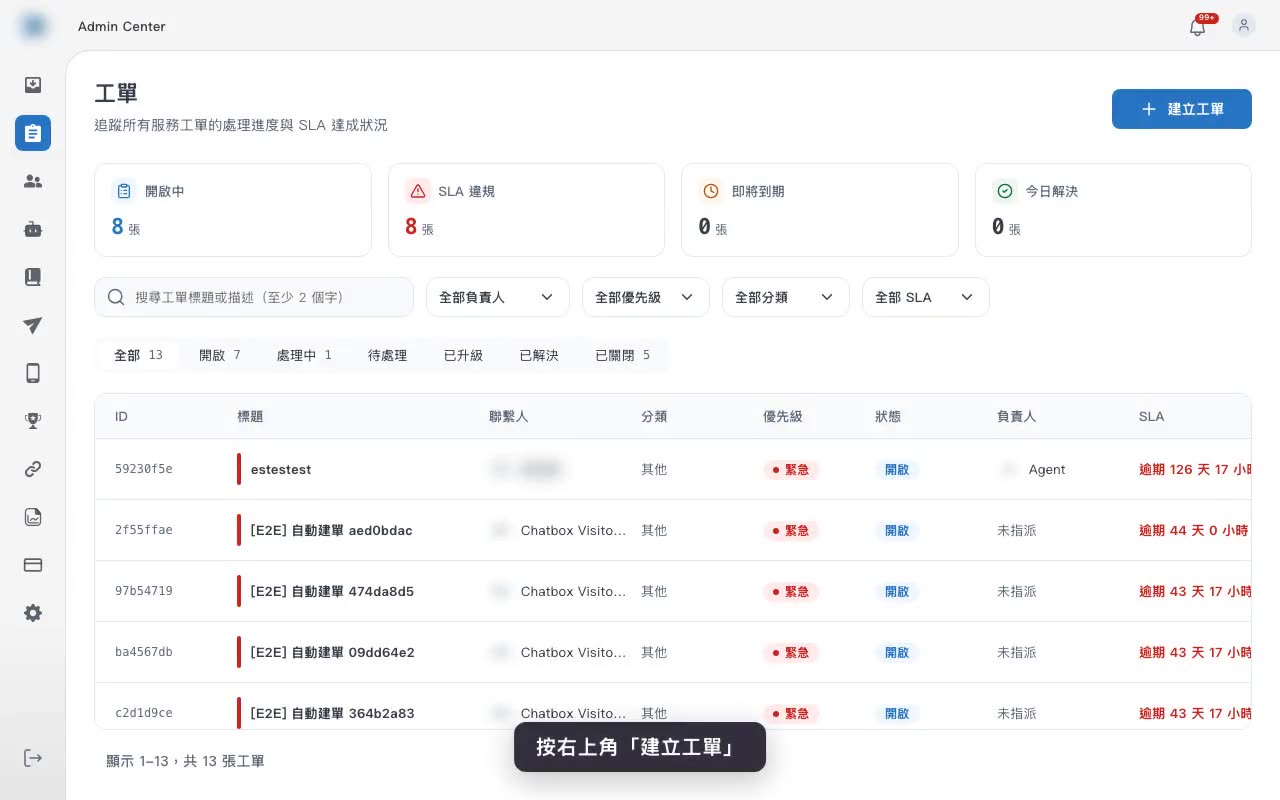 Admin Center
99+
工單
追蹤所有服務工單的處理進度與 SLA 達成狀況
建立工單
開啟中
8 張
SLA 違規
8 張
即將到期
0 張
今日解決
0 張
搜尋工單標題或描述（至少 2 個字）
全部負責人
全部優先級
全部分類
全部 SLA
全部 13 開啟 7 處理中 1 待處理 已升級 已解決 已關閉 5
ID 標題 聯繫人 分類 優先級 狀態 負責人 SLA
59230f5e estestest 其他 緊急 開啟 Agent 逾期 126 天 17 小時
2f55ffae [E2E] 自動建單 aed0bdac Chatbox Visito... 其他 緊急 開啟 未指派 逾期 44 天 0 小時
97b54719 [E2E] 自動建單 474da8d5 Chatbox Visito... 其他 緊急 開啟 未指派 逾期 43 天 17 小時
ba4567db [E2E] 自動建單 09dd64e2 Chatbox Visito... 其他 緊急 開啟 未指派 逾期 43 天 17 小時
c2d1d9ce [E2E] 自動建單 364b2a83 Chatbox Visito... 其他 緊急 開啟 未指派 逾期 43 天 17 小時
按右上角「建立工單」
顯示 1–13，共 13 張工單